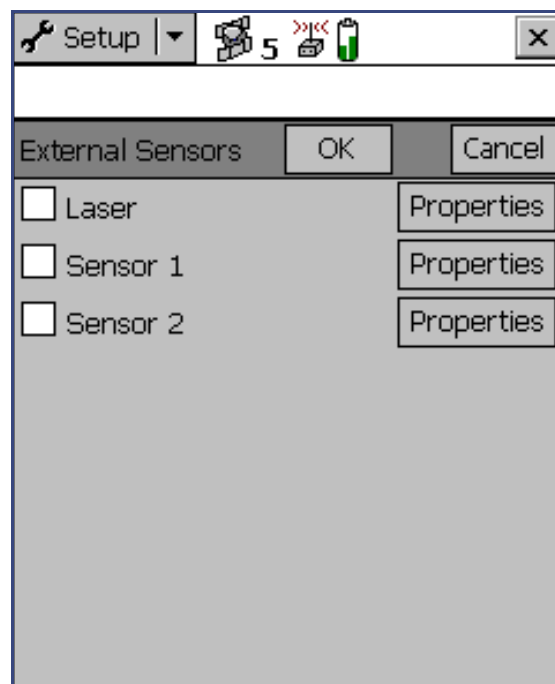 Setup 5
External Sensors OK Cancel
Laser Properties
Sensor 1 Properties
Sensor 2 Properties